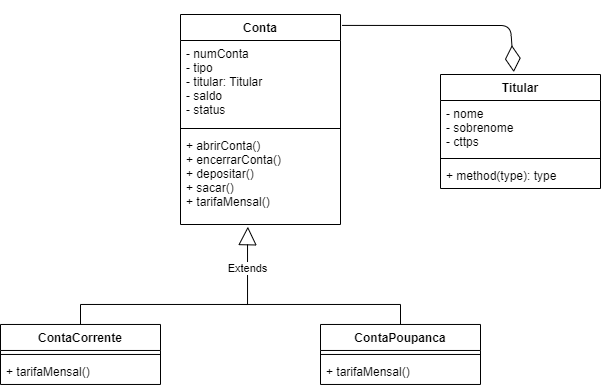 Conta
- numConta
- tipo
- titular: Titular
- saldo
- status
+ abrirConta()
+ encerrarConta()
+ depositar()
+ sacar()
+ tarifaMensal()
Titular
- nome
- sobrenome
- cttps
+ method(type): type
Extends
ContaCorrente
+ tarifaMensal()
ContaPoupanca
+ tarifaMensal()